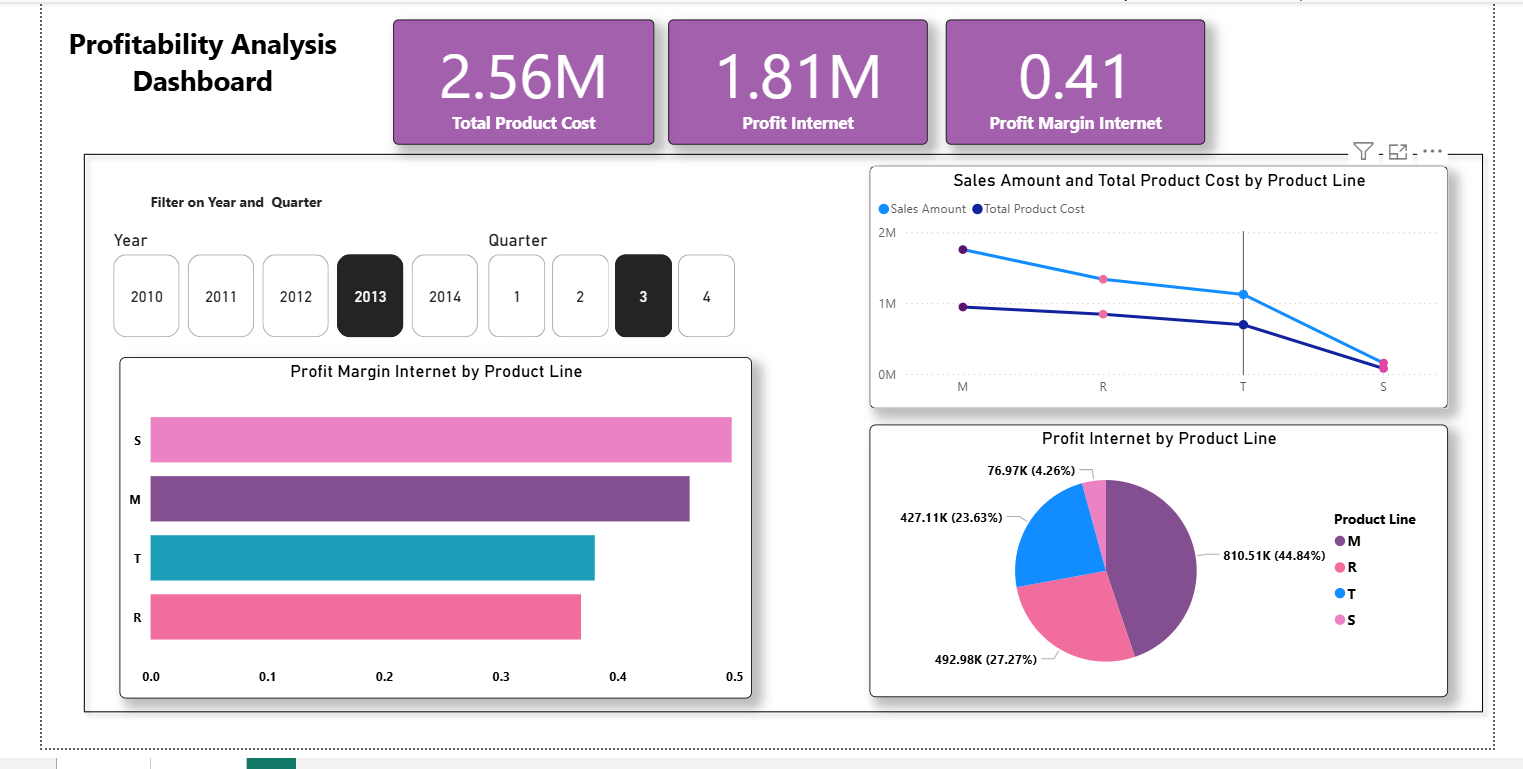 Profitability Analysis
Dashboard
2.56M
Total Product Cost
1.81M
Profit Internet
0.41
Profit Margin Internet
Filter on Year and  Quarter
Year
2010
2011
2012
2013
2014
Quarter
1
2
3
4
Profit Margin Internet by Product Line
S
M
T
R
0.0
0.1
0.2
0.3
0.4
0.5
Sales Amount and Total Product Cost by Product Line
Sales Amount
Total Product Cost
2M
1M
0M
M
R
T
S
Profit Internet by Product Line
76.97K (4.26%)
427.11K (23.63%)
810.51K (44.84%)
492.98K (27.27%)
Product Line
M
R
T
S